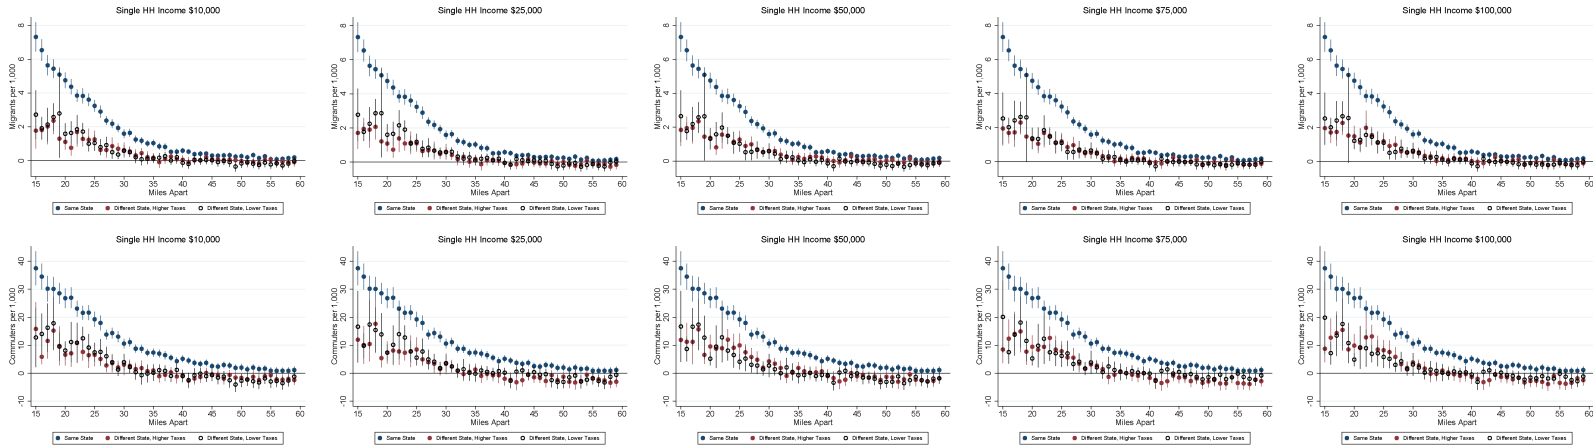 Single HH Income $10,000
Migrants per 1,000
8
6
4
2
0
15 20 25 30 35 40 45 50 55 60
Miles Apart
Same State Different State, Higher Taxes Different State, Lower Taxes
Single HH Income $25,000
Migrants per 1,000
8
6
4
2
0
15 20 25 30 35 40 45 50 55 60
Miles Apart
Same State Different State, Higher Taxes Different State, Lower Taxes
Single HH Income $50,000
Migrants per 1,000
8
6
4
2
0
15 20 25 30 35 40 45 50 55 60
Miles Apart
Same State Different State, Higher Taxes Different State, Lower Taxes
Single HH Income $75,000
Migrants per 1,000
8
6
4
2
0
15 20 25 30 35 40 45 50 55 60
Miles Apart
Same State Different State, Higher Taxes Different State, Lower Taxes
Single HH Income $100,000
Migrants per 1,000
8
6
4
2
0
15 20 25 30 35 40 45 50 55 60
Miles Apart
Same State Different State, Higher Taxes Different State, Lower Taxes
Single HH Income $10,000
Commuters per 1,000
40
30
20
10
0
-10
15 20 25 30 35 40 45 50 55 60
Miles Apart
Same State Different State, Higher Taxes Different State, Lower Taxes
Single HH Income $25,000
Commuters per 1,000
40
30
20
10
0
-10
15 20 25 30 35 40 45 50 55 60
Miles Apart
Same State Different State, Higher Taxes Different State, Lower Taxes
Single HH Income $50,000
Commuters per 1,000
40
30
20
10
0
-10
15 20 25 30 35 40 45 50 55 60
Miles Apart
Same State Different State, Higher Taxes Different State, Lower Taxes
Single HH Income $75,000
Commuters per 1,000
40
30
20
10
0
-10
15 20 25 30 35 40 45 50 55 60
Miles Apart
Same State Different State, Higher Taxes Different State, Lower Taxes
Single HH Income $100,000
Commuters per 1,000
40
30
20
10
0
-10
15 20 25 30 35 40 45 50 55 60
Miles Apart
Same State Different State, Higher Taxes Different State, Lower Taxes